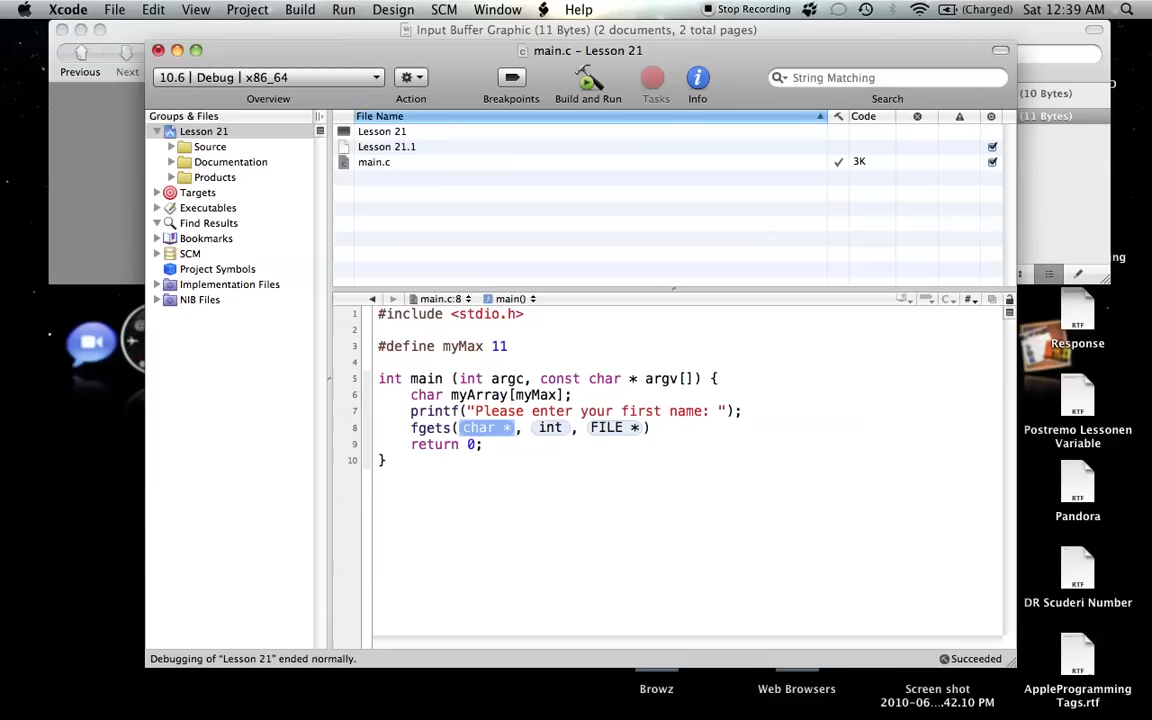 Xcode File Edit View Project Build Run Design SCM Window Help Stop Recording (Charged) Sat 12:39 AM
Input Buffer Graphic (11 Bytes) (2 documents, 2 total pages)
main.c – Lesson 21
Previous Next
10.6 | Debug | x86_64
String Matching
Overview Action Breakpoints Build and Run Tasks Info Search
(10 Bytes)
(11 Bytes)
Groups & Files
Lesson 21
Source
Documentation
Products
Targets
Executables
Find Results
Bookmarks
SCM
Project Symbols
Implementation Files
NIB Files
File Name Code
Lesson 21
Lesson 21.1
main.c 3K
main.c:8 main() C #
1 #include <stdio.h>
2
3 #define myMax 11
4
5 int main (int argc, const char * argv[]) {
6 char myArray[myMax];
7 printf("Please enter your first name: ");
8 fgets(char *, int, FILE *)
9 return 0;
10 }
Debugging of "Lesson 21" ended normally.
Succeeded
ng
RTF
Response
RTF
Postremo Lessonen
Variable
RTF
Pandora
RTF
DR Scuderi Number
RTF
AppleProgramming
Tags.rtf
Browz
Web Browsers
Screen shot
2010-06....42.10 PM